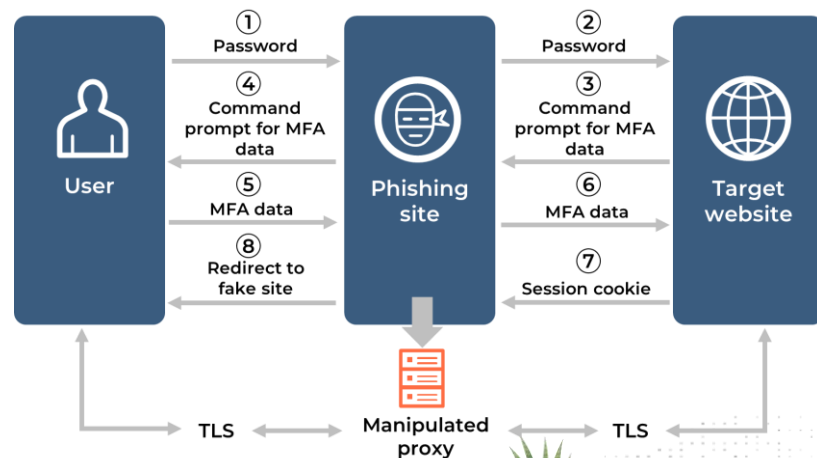 ①
Password
②
Password
④
Command
prompt for MFA
data
③
Command
prompt for MFA
data
User
Phishing
site
Target
website
⑤
MFA data
⑥
MFA data
⑧
Redirect to
fake site
⑦
Session cookie
TLS
Manipulated
proxy
TLS